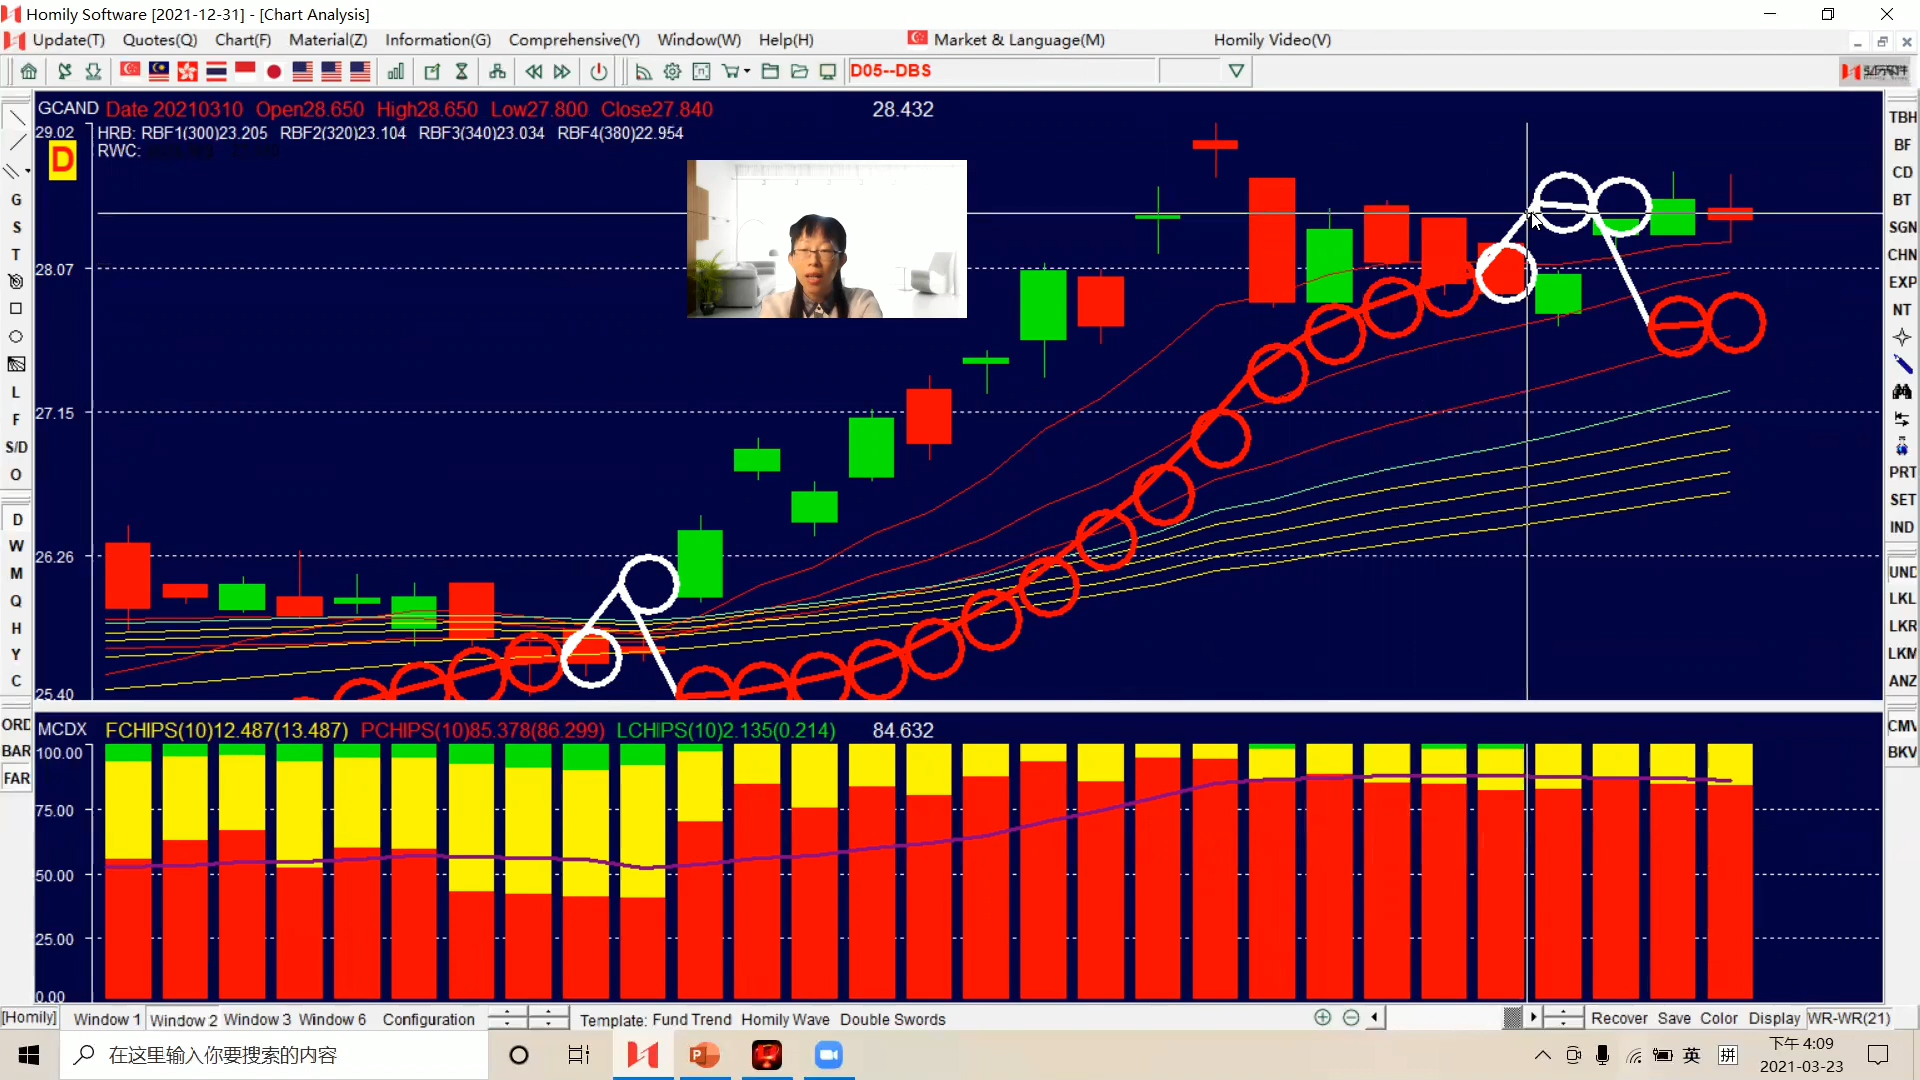 Homily Software [2021-12-31] - [Chart Analysis]
Update(T) Quotes(Q) Chart(F) Material(Z) Information(G) Comprehensive(Y) Window(W) Help(H) Market & Language(M) Homily Video(V)
D05--DBS
弘历软件
GCAND Date 20210310 Open28.650 High28.650 Low27.800 Close27.840 28.432
29.02
HRB: RBF1(300)23.205 RBF2(320)23.104 RBF3(340)23.034 RBF4(380)22.954
RWC:
D
28.07
27.15
26.26
25.40
MCDX FCHIPS(10)12.487(13.487) PCHIPS(10)85.378(86.299) LCHIPS(10)2.135(0.214) 84.632
100.00
75.00
50.00
25.00
0.00
G
S
T
L
F
S/D
O
D
W
M
Q
H
Y
C
ORD
BAR
FAR
TBH
BF
CD
BT
SGN
CHN
EXP
NT
PRT
SET
IND
UND
LKL
LKR
LKM
ANZ
CMV
BKV
[Homily] Window 1 Window 2 Window 3 Window 6 Configuration Template: Fund Trend Homily Wave Double Swords Recover Save Color Display WR-WR(21)
在这里输入你要搜索的内容
英
拼
下午 4:09
2021-03-23